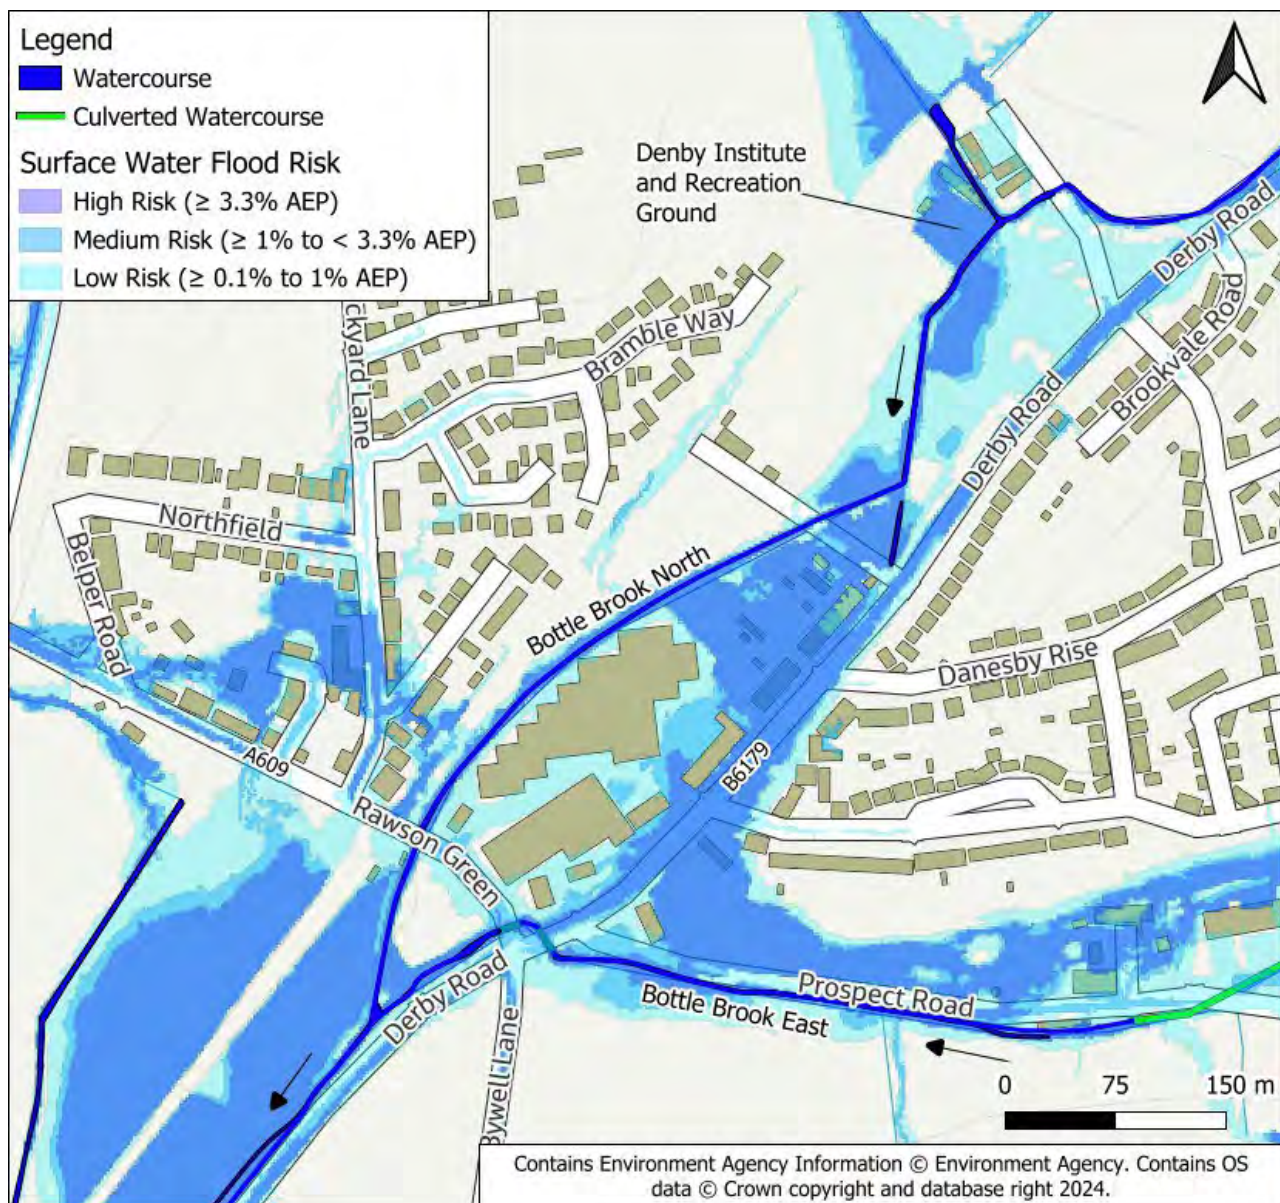 Legend
Watercourse
Culverted Watercourse
Surface Water Flood Risk
High Risk (≥ 3.3% AEP)
Medium Risk (≥ 1% to < 3.3% AEP)
Low Risk (≥ 0.1% to 1% AEP)
Denby Institute
and Recreation
Ground
Derby Road
Brookvale Road
ckyard Lane
Bramble Way
Derby Road
Northfield
Belper Road
Bottle Brook North
Danesby Rise
A609
B6179
Rawson Green
Derby Road
Prospect Road
Bottle Brook East
Bywell Lane
0 75 150 m
Contains Environment Agency Information © Environment Agency. Contains OS
data © Crown copyright and database right 2024.